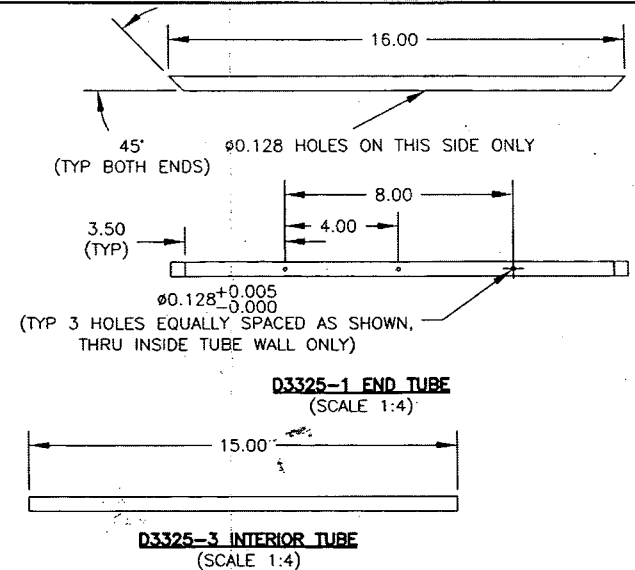 16.00
45°
(TYP BOTH ENDS)
ø0.128 HOLES ON THIS SIDE ONLY
8.00
3.50
(TYP)
4.00
ø0.128+0.005
-0.000
(TYP 3 HOLES EQUALLY SPACED AS SHOWN,
THRU INSIDE TUBE WALL ONLY)
D3325-1 END TUBE
(SCALE 1:4)
15.00
D3325-3 INTERIOR TUBE
(SCALE 1:4)